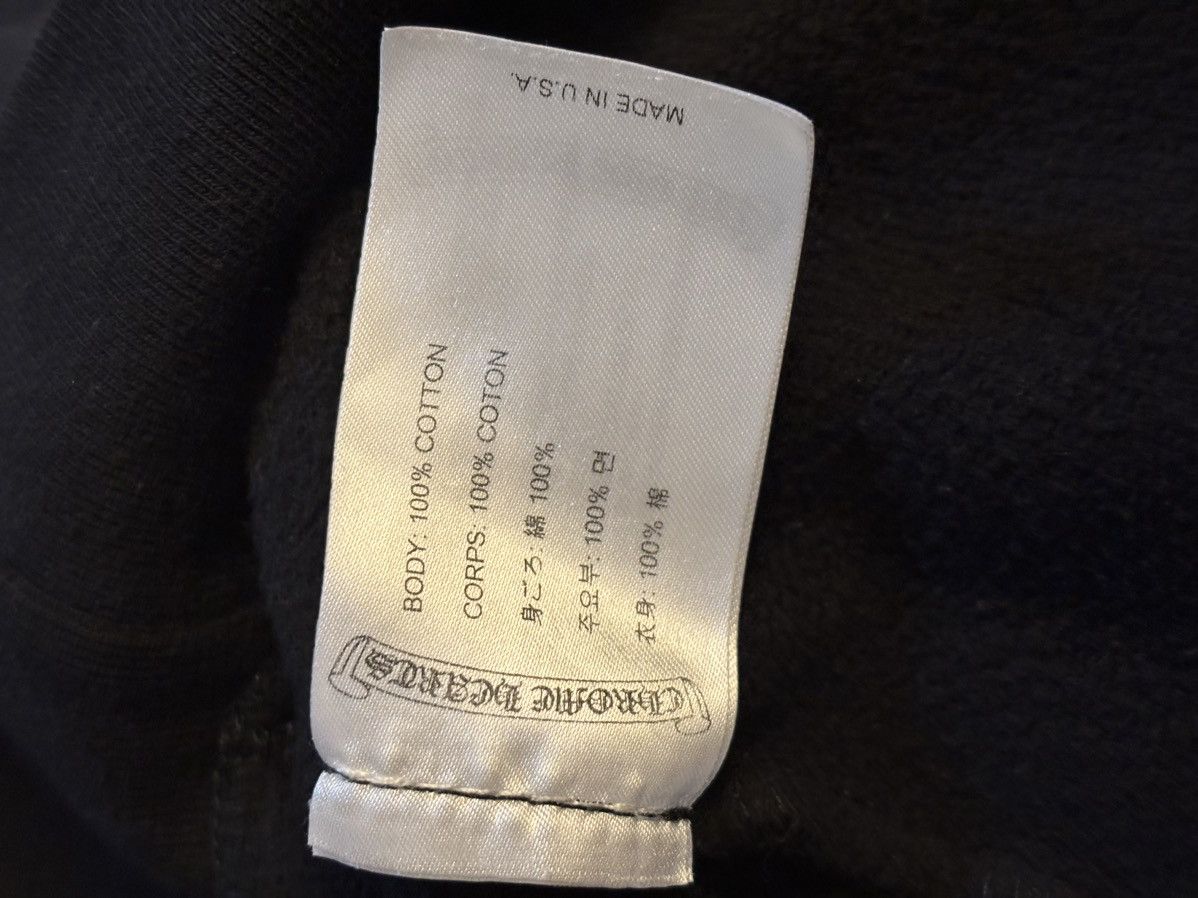 MADE IN U.S.A.
BODY: 100% COTTON
CORPS: 100% COTON
身ごろ: 綿 100%
주요부: 100% 면
衣身: 100% 棉
CHROME HEARTS